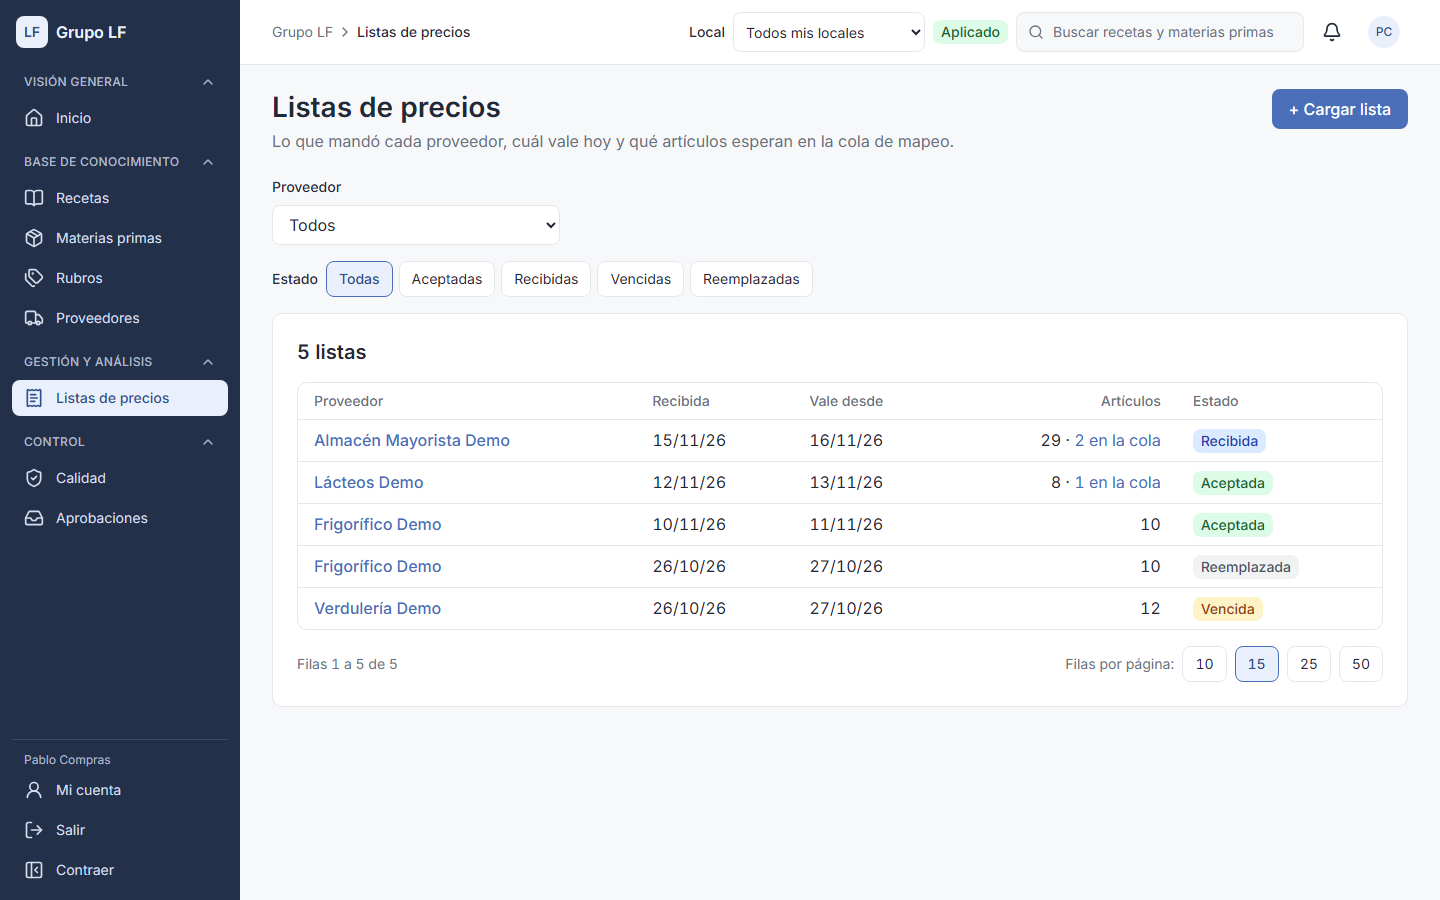 LF Grupo LF
VISIÓN GENERAL
Inicio
BASE DE CONOCIMIENTO
Recetas
Materias primas
Rubros
Proveedores
GESTIÓN Y ANÁLISIS
Listas de precios
CONTROL
Calidad
Aprobaciones
Pablo Compras
Mi cuenta
Salir
Contraer
Grupo LF > Listas de precios
Local Todos mis locales Aplicado Buscar recetas y materias primas PC
Listas de precios
+ Cargar lista
Lo que mandó cada proveedor, cuál vale hoy y qué artículos esperan en la cola de mapeo.
Proveedor
Todos
Estado Todas Aceptadas Recibidas Vencidas Reemplazadas
5 listas
Proveedor Recibida Vale desde Artículos Estado
Almacén Mayorista Demo 15/11/26 16/11/26 29 · 2 en la cola Recibida
Lácteos Demo 12/11/26 13/11/26 8 · 1 en la cola Aceptada
Frigorífico Demo 10/11/26 11/11/26 10 Aceptada
Frigorífico Demo 26/10/26 27/10/26 10 Reemplazada
Verdulería Demo 26/10/26 27/10/26 12 Vencida
Filas 1 a 5 de 5
Filas por página: 10 15 25 50